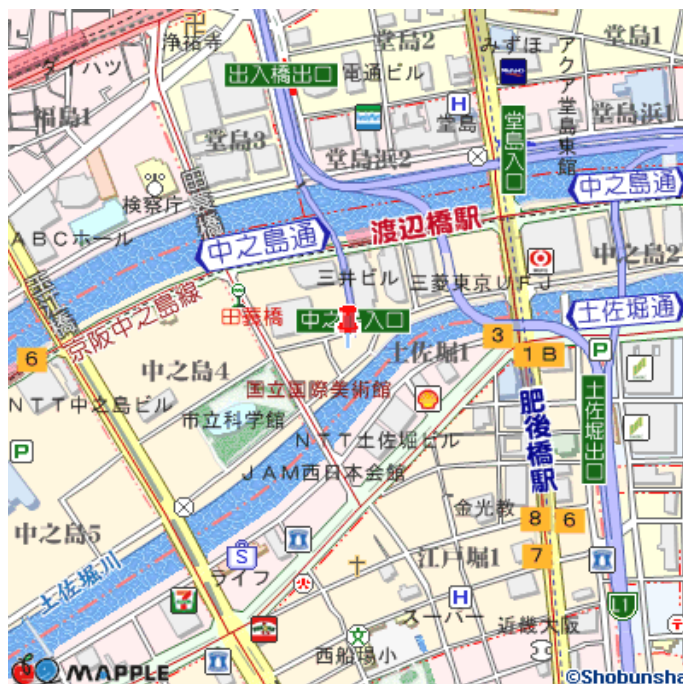 浄祐寺
堂島2
みずほ
堂島1
ダイハツ
出入橋出口
電通ビル
アクア堂島東館
福島1
堂島
堂島浜1
堂島3
堂島浜2
堂島入口
検察庁
中之島通
ABCホール
田蓑橋
中之島通
渡辺橋駅
中之島2
玉江橋
三井ビル
三菱東京UFJ
京阪中之島線
田蓑橋
入口
土佐堀通
6
3
1B
土佐堀1
P
中之島4
国立国際美術館
NTT中之島ビル
市立科学館
肥後橋駅
土佐堀出口
NTT土佐堀ビル
P
JAM西日本会館
金光教
8
6
中之島5
7
江戸堀1
土佐堀川
S
ライフ
H
スーパー
L1
西船場小
近畿大阪
MAPPLE
©Shobunsha